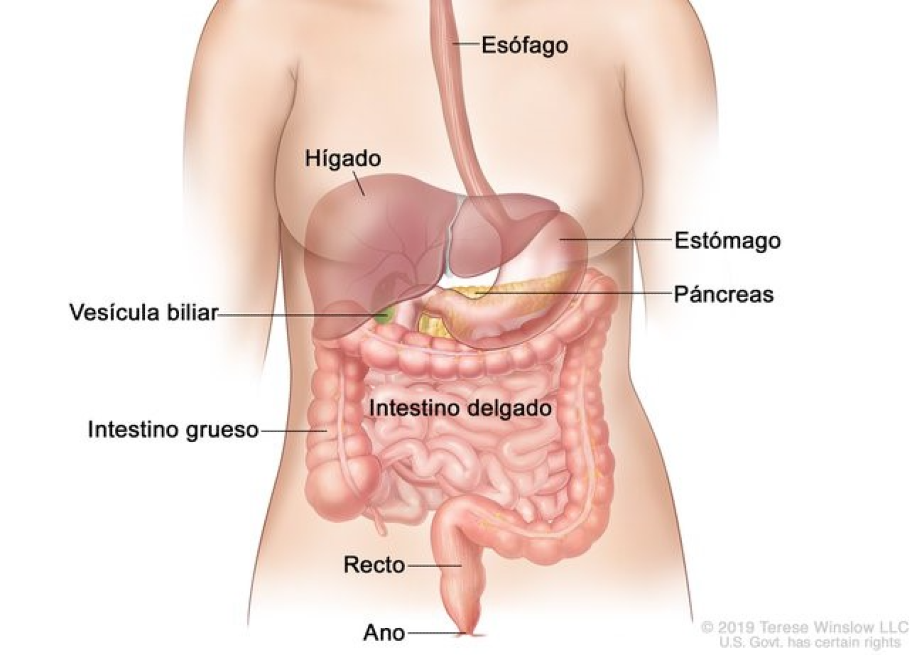 Esófago
Hígado
Estómago
Páncreas
Vesícula biliar
Intestino delgado
Intestino grueso
Recto
Ano
© 2019 Terese Winslow LLC
U.S. Govt. has certain rights